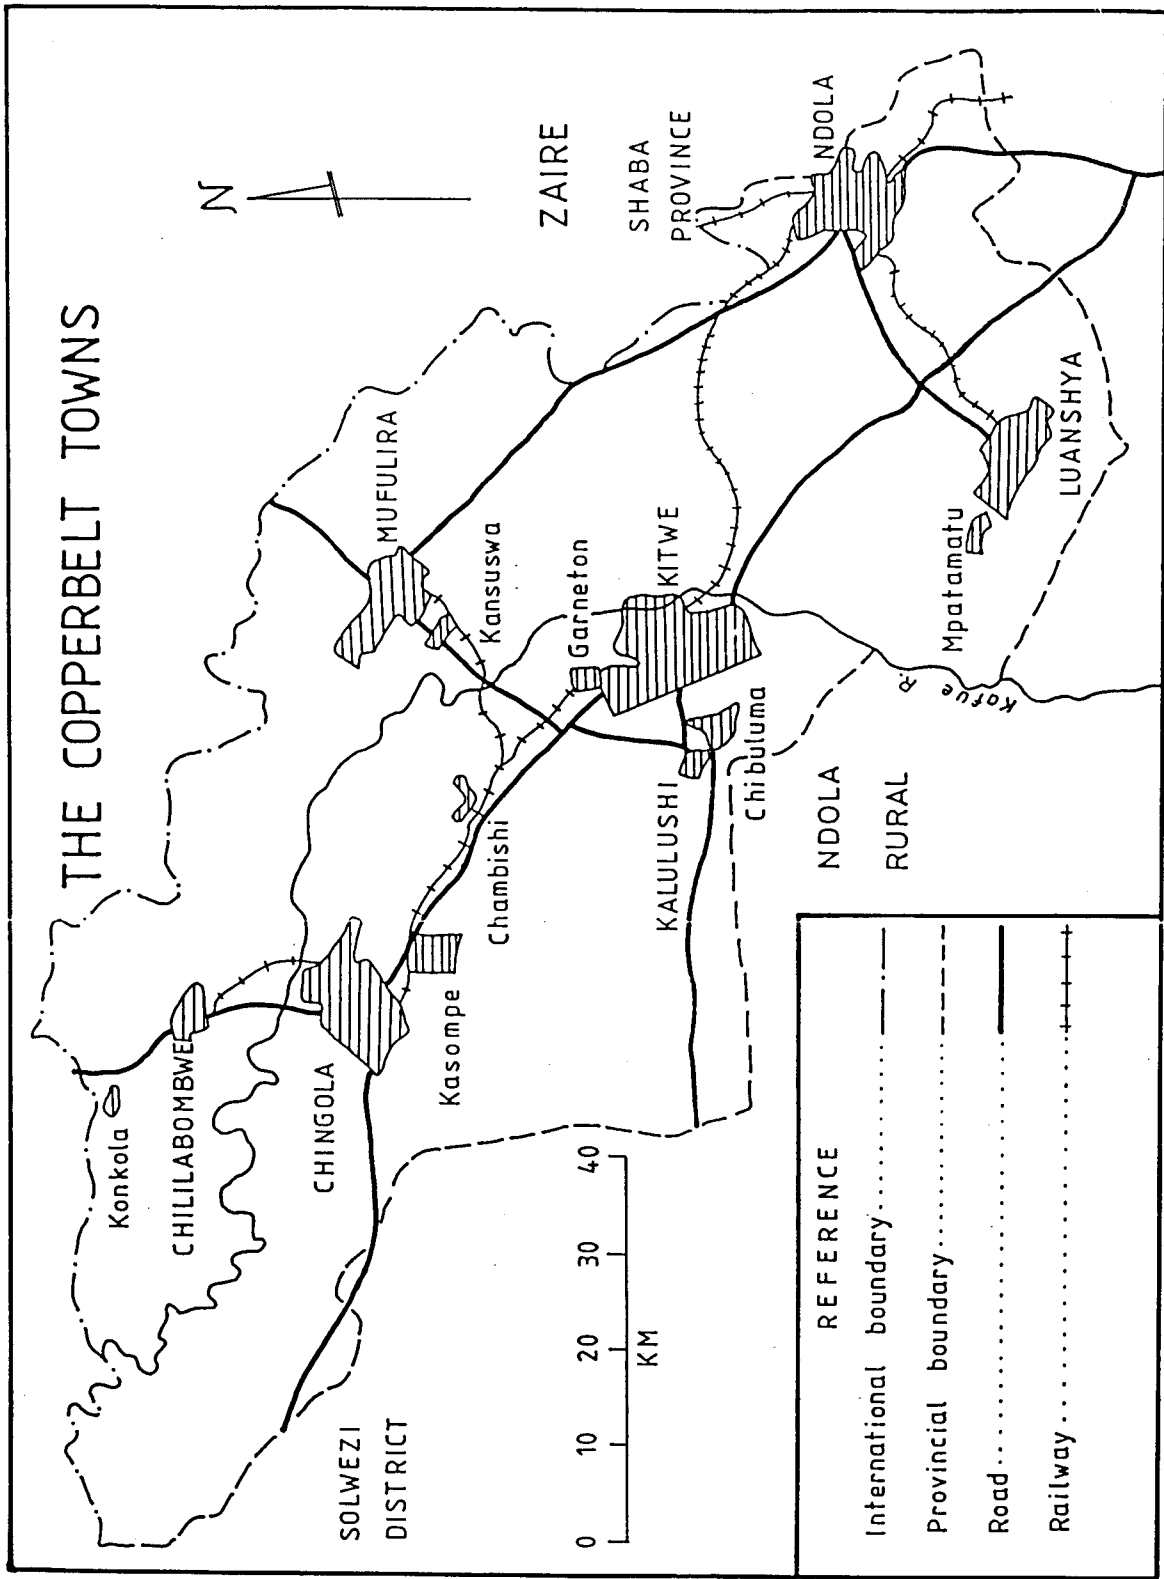 THE COPPERBELT TOWNS
N
ZAIRE
SHABA
PROVINCE
NDOLA
MUFULIRA
Kansuswa
Garneton
KITWE
Mpatamatu
LUANSHYA
Kafue R.
Konkola
CHILILABOMBWE
CHINGOLA
Kasompe
Chambishi
KALULUSHI
Chibuluma
NDOLA
RURAL
SOLWEZI
DISTRICT
0 10 20 30 40
KM
REFERENCE
International boundary
Provincial boundary
Road
Railway